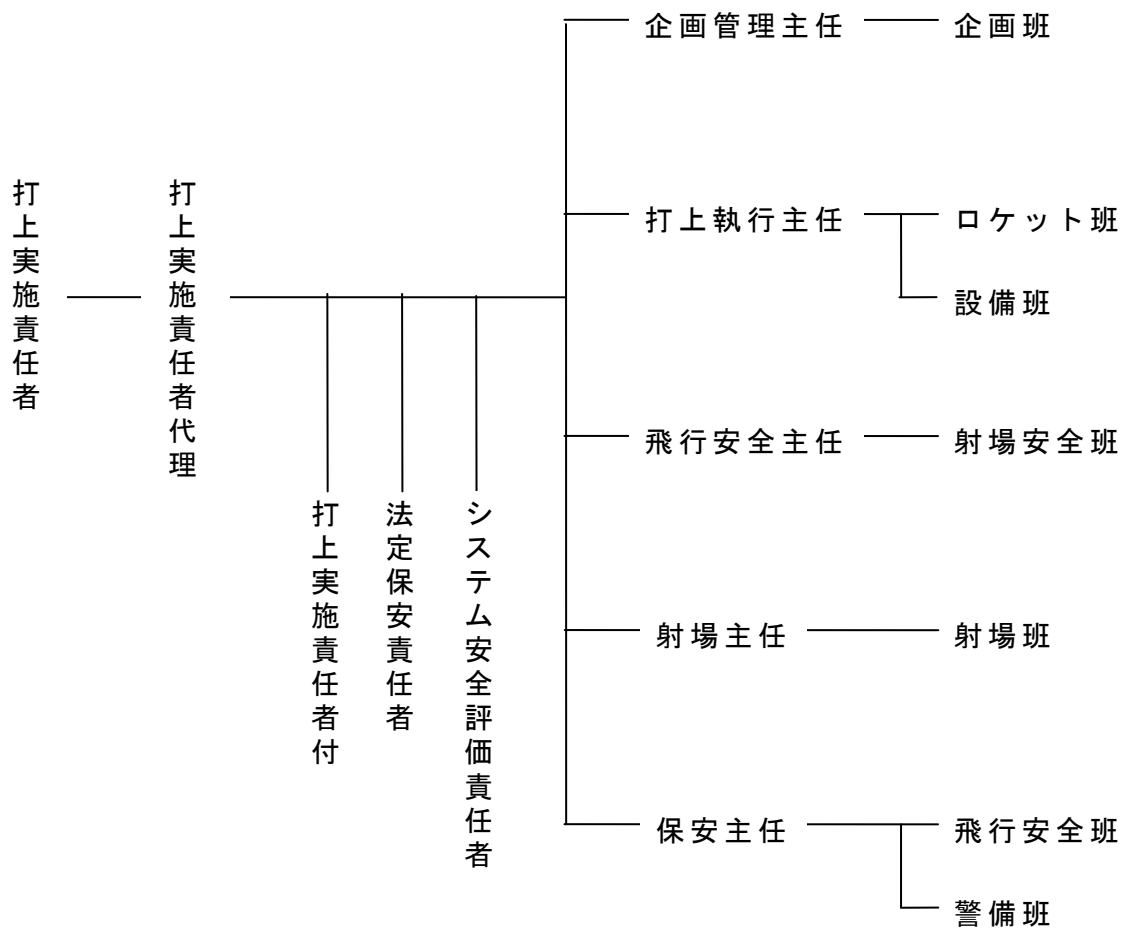 打上実施責任者
打上実施責任者代理
打上実施責任者付
法定保安責任者
システム安全評価責任者
企画管理主任
企画班
打上執行主任
ロケット班
設備班
飛行安全主任
射場安全班
射場主任
射場班
保安主任
飛行安全班
警備班